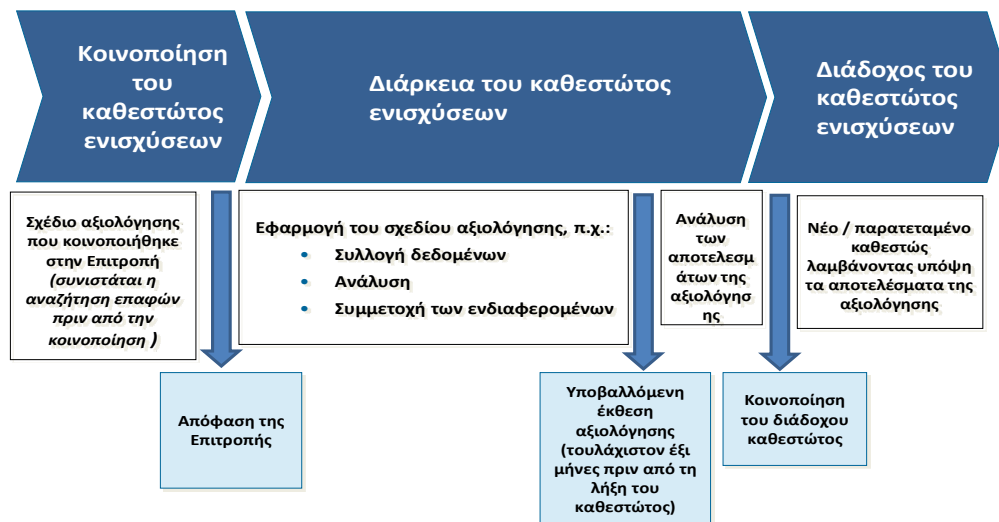 Κοινοποίηση
του
καθεστώτος
ενισχύσεων
Διάρκεια του καθεστώτος
ενισχύσεων
Διάδοχος του
καθεστώτος
ενισχύσεων
Σχέδιο αξιολόγησης
που κοινοποιήθηκε
στην Επιτροπή
(συνιστάται η
αναζήτηση επαφών
πριν από την
κοινοποίηση )
Εφαρμογή του σχεδίου αξιολόγησης, π.χ.:
• Συλλογή δεδομένων
• Ανάλυση
• Συμμετοχή των ενδιαφερομένων
Ανάλυση
των
αποτελεσμ
άτων της
αξιολόγησ
ης
Νέο / παρατεταμένο
καθεστώς
λαμβάνοντας υπόψη
τα αποτελέσματα της
αξιολόγησης
Απόφαση της
Επιτροπής
Υποβαλλόμενη
έκθεση
αξιολόγησης
(τουλάχιστον έξι
μήνες πριν από τη
λήξη του
καθεστώτος)
Κοινοποίηση
του διάδοχου
καθεστώτος